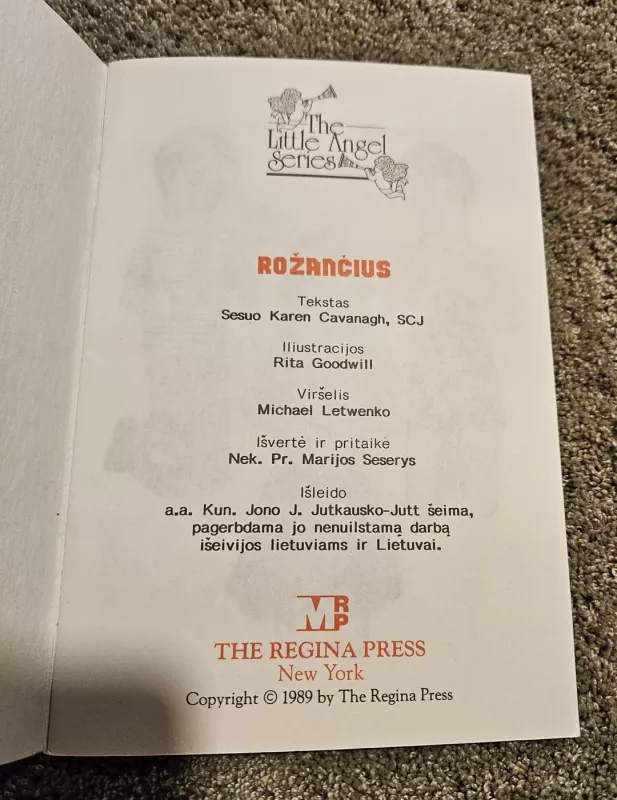 The
Little Angel
Series
ROŽANČIUS
Tekstas
Sesuo Karen Cavanagh, SCJ
Iliustracijos
Rita Goodwill
Viršelis
Michael Letwenko
Išvertė ir pritaikė
Nek. Pr. Marijos Seserys
Išleido
a.a. Kun. Jono J. Jutkausko-Jutt šeima,
pagerbdama jo nenuilstamą darbą
išeivijos lietuviams ir Lietuvai.
MRP
THE REGINA PRESS
New York
Copyright © 1989 by The Regina Press